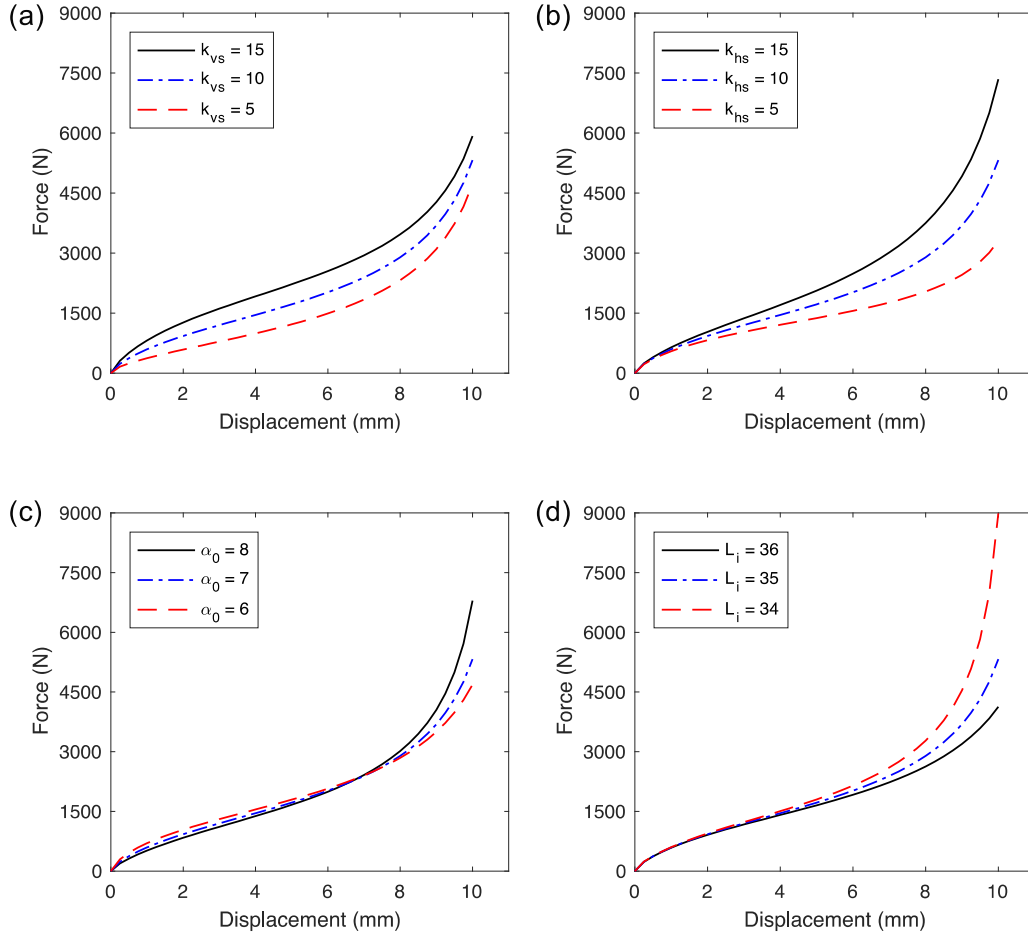 (a)
9000
7500
6000
4500
3000
1500
0
Force (N)
k_vs = 15
k_vs = 10
k_vs = 5
0 2 4 6 8 10
Displacement (mm)
(b)
9000
7500
6000
4500
3000
1500
0
Force (N)
k_hs = 15
k_hs = 10
k_hs = 5
0 2 4 6 8 10
Displacement (mm)
(c)
9000
7500
6000
4500
3000
1500
0
Force (N)
α_0 = 8
α_0 = 7
α_0 = 6
0 2 4 6 8 10
Displacement (mm)
(d)
9000
7500
6000
4500
3000
1500
0
Force (N)
L_i = 36
L_i = 35
L_i = 34
0 2 4 6 8 10
Displacement (mm)